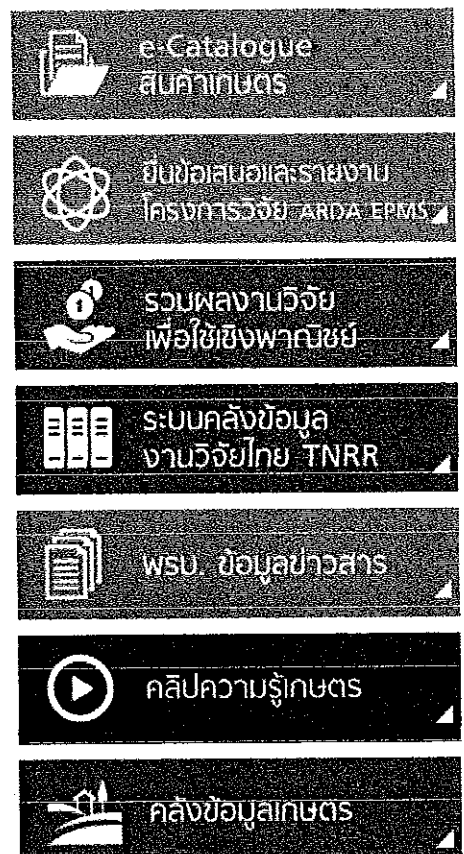 e-Catalogue
สินค้าเกษตร
ยื่นข้อเสนอและรายงาน
โครงการวิจัย ARDA EPMS
รวมผลงานวิจัย
เพื่อใช้เชิงพาณิชย์
ระบบคลังข้อมูล
งานวิจัยไทย TNRR
พรบ. ข้อมูลข่าวสาร
คลิปความรู้เกษตร
คลังข้อมูลเกษตร